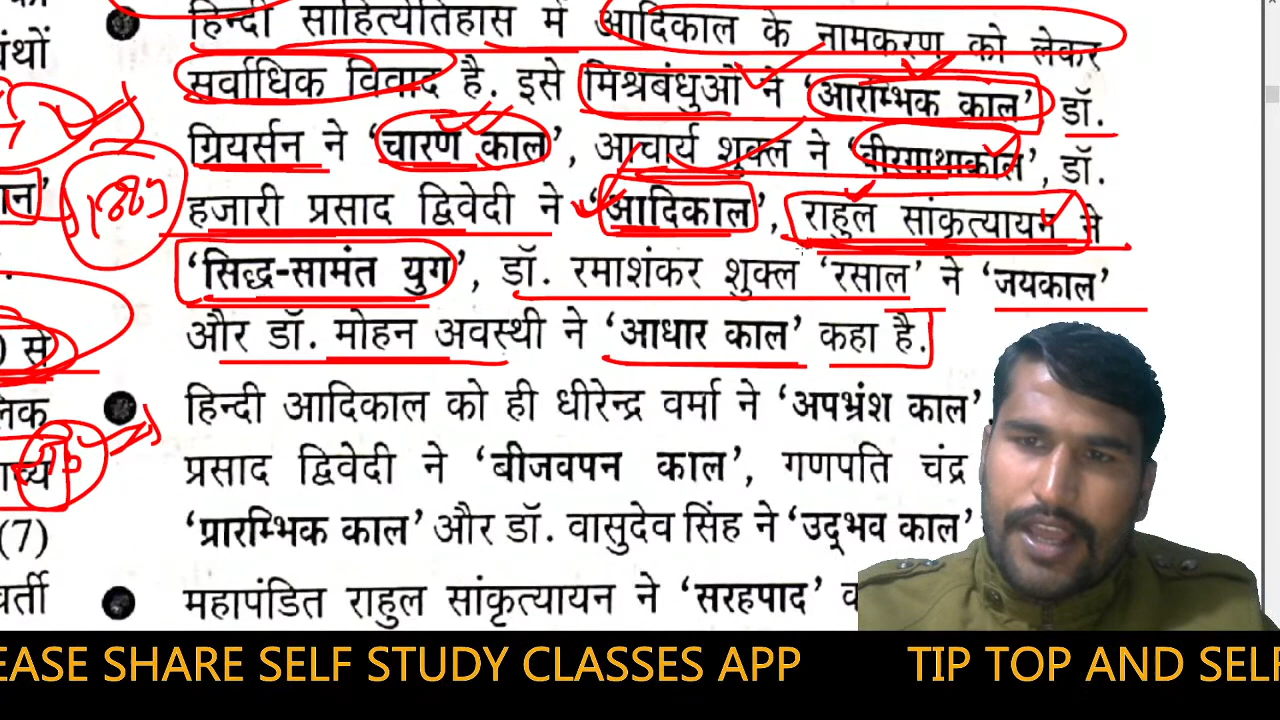 हिन्दी साहित्येतिहास में आदिकाल के नामकरण को लेकर
ंथों
सर्वाधिक विवाद है. इसे मिश्रबंधुओं ने ‘आरम्भिक काल’ डॉ.
ग्रियर्सन ने ‘चारण काल’, आचार्य शुक्ल ने ‘वीरगाथाकाल’, डॉ.
ान’
हजारी प्रसाद द्विवेदी ने ‘आदिकाल’, राहुल सांकृत्यायन ने
‘सिद्ध-सामंत युग’, डॉ. रमाशंकर शुक्ल ‘रसाल’ ने ‘जयकाल’
) से
और डॉ. मोहन अवस्थी ने ‘आधार काल’ कहा है.
हिन्दी आदिकाल को ही धीरेन्द्र वर्मा ने ‘अपभ्रंश काल’
प्रसाद द्विवेदी ने ‘बीजवपन काल’, गणपति चंद्र
(7) ‘प्रारम्भिक काल’ और डॉ. वासुदेव सिंह ने ‘उद्भव काल’
वर्ती
महापंडित राहुल सांकृत्यायन ने ‘सरहपाद’
EASE SHARE SELF STUDY CLASSES APP TIP TOP AND SELF